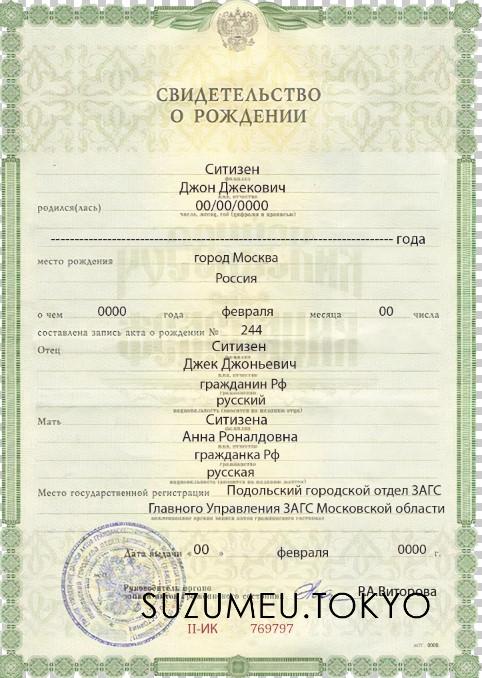 СВИДЕТЕЛЬСТВО
О РОЖДЕНИИ
Ситизен
фамилия
Джон Джекович
имя, отчество
родился(лась) 00/00/0000
число, месяц, год (цифрами и прописью)
года
место рождения город Москва
Россия
о чем 0000 года февраля месяца 00 числа
составлена запись акта о рождении № 244
Отец Ситизен
фамилия
Джек Джоньевич
имя, отчество
гражданин Рф
гражданство
русский
национальность (вносится по желанию отца)
Мать Ситизена
фамилия
Анна Роналдовна
имя, отчество
гражданка Рф
гражданство
русская
национальность (вносится по желанию матери)
Место государственной регистрации Подольский городской отдел ЗАГС
Главного Управления ЗАГС Московской области
наименование органа записи актов гражданского состояния
Дата выдачи «00 » февраля 0000 г.
Руководитель органа
записи актов гражданского состояния Р.А.Виторова
SUZUMEU.TOKYO
II-ИК 769797